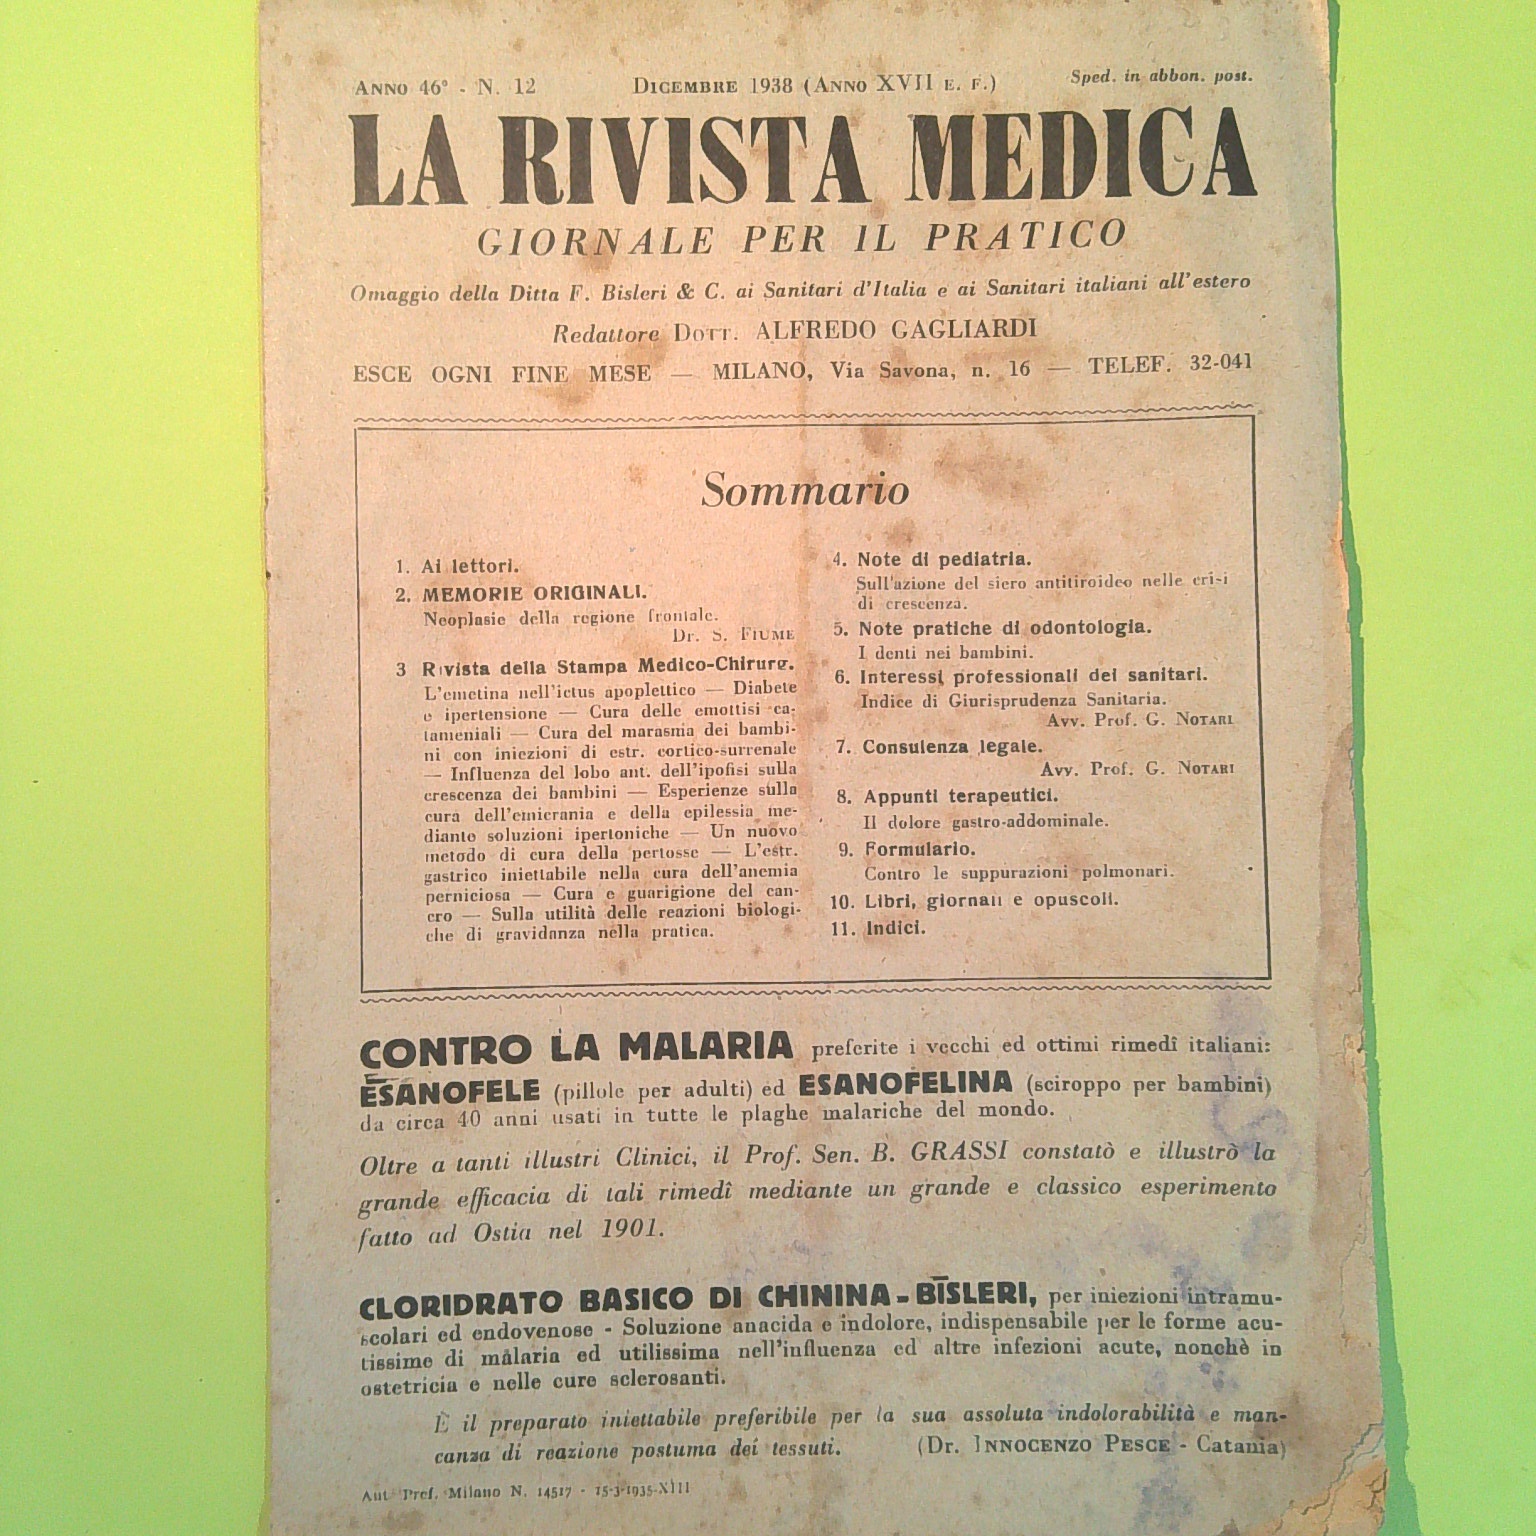 ANNO 46° - N. 12 DICEMBRE 1938 (ANNO XVII E. F.) Sped. in abbon. post.
LA RIVISTA MEDICA
GIORNALE PER IL PRATICO
Omaggio della Ditta F. Bisleri & C. ai Sanitari d'Italia e ai Sanitari italiani all'estero
Redattore DOTT. ALFREDO GAGLIARDI
ESCE OGNI FINE MESE — MILANO, Via Savona, n. 16 — TELEF. 32-041
Sommario
1. Ai lettori.
2. MEMORIE ORIGINALI.
Neoplasie della regione frontale.
Dr. S. FIUME
3 Rivista della Stampa Medico-Chirurg.
L'emetina nell'ictus apoplettico — Diabete
e ipertensione — Cura delle emottisi ca-
tameniali — Cura del marasma dei bambi-
ni con iniezioni di estr. cortico-surrenale
— Influenza del lobo ant. dell'ipofisi sulla
crescenza dei bambini — Esperienze sulla
cura dell'emicrania e della epilessia me-
diante soluzioni ipertoniche — Un nuovo
metodo di cura della pertosse — L'estr.
gastrico iniettabile nella cura dell'anemia
perniciosa — Cura e guarigione del can-
cro — Sulla utilità delle reazioni biologi-
che di gravidanza nella pratica.
4. Note di pediatria.
Sull'azione del siero antitiroideo nelle crisi
di crescenza.
5. Note pratiche di odontologia.
I denti nei bambini.
6. Interessi professionali dei sanitari.
Indice di Giurisprudenza Sanitaria.
Avv. Prof. G. NOTARI
7. Consulenza legale.
Avv. Prof. G. NOTARI
8. Appunti terapeutici.
Il dolore gastro-addominale.
9. Formulario.
Contro le suppurazioni polmonari.
10. Libri, giornali e opuscoli.
11. Indici.
CONTRO LA MALARIA preferite i vecchi ed ottimi rimedî italiani:
ESANOFELE (pillole per adulti) ed ESANOFELINA (sciroppo per bambini)
da circa 40 anni usati in tutte le plaghe malariche del mondo.
Oltre a tanti illustri Clinici, il Prof. Sen. B. GRASSI constatò e illustrò la
grande efficacia di tali rimedî mediante un grande e classico esperimento
fatto ad Ostia nel 1901.
CLORIDRATO BASICO DI CHININA-BISLERI, per iniezioni intramu-
scolari ed endovenose - Soluzione anacida e indolore, indispensabile per le forme acu-
tissime di malaria ed utilissima nell'influenza ed altre infezioni acute, nonchè in
ostetricia e nelle cure sclerosanti.
È il preparato iniettabile preferibile per la sua assoluta indolorabilità e man-
canza di reazione postuma dei tessuti. (Dr. INNOCENZO PESCE - Catania)
Aut Pref. Milano N. 14517 - 15-3-1935-XIII